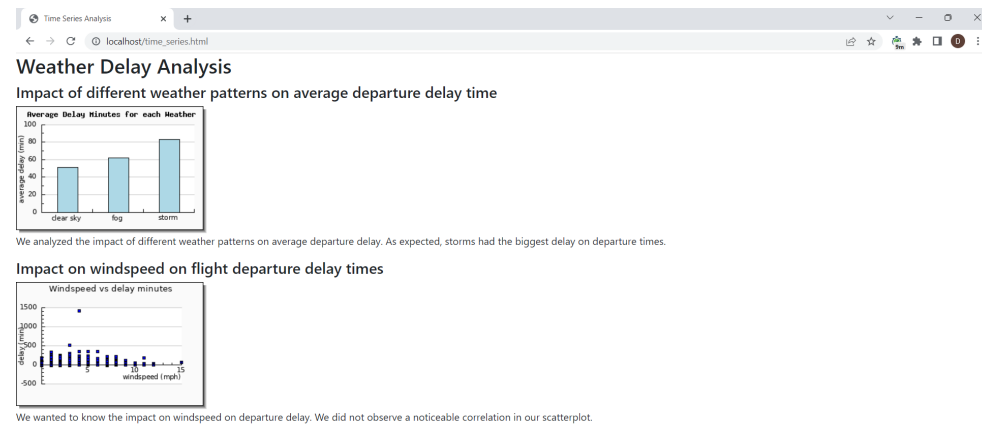 Time Series Analysis
localhost/time_series.html
9m
D
Weather Delay Analysis
Impact of different weather patterns on average departure delay time
Average Delay Minutes for each Weather
average delay (min)
100
80
60
40
20
0
clear sky fog storm
We analyzed the impact of different weather patterns on average departure delay. As expected, storms had the biggest delay on departure times.
Impact on windspeed on flight departure delay times
Windspeed vs delay minutes
delay (min)
1500
1000
500
0
-500
5 10 15
windspeed (mph)
We wanted to know the impact on windspeed on departure delay. We did not observe a noticeable correlation in our scatterplot.